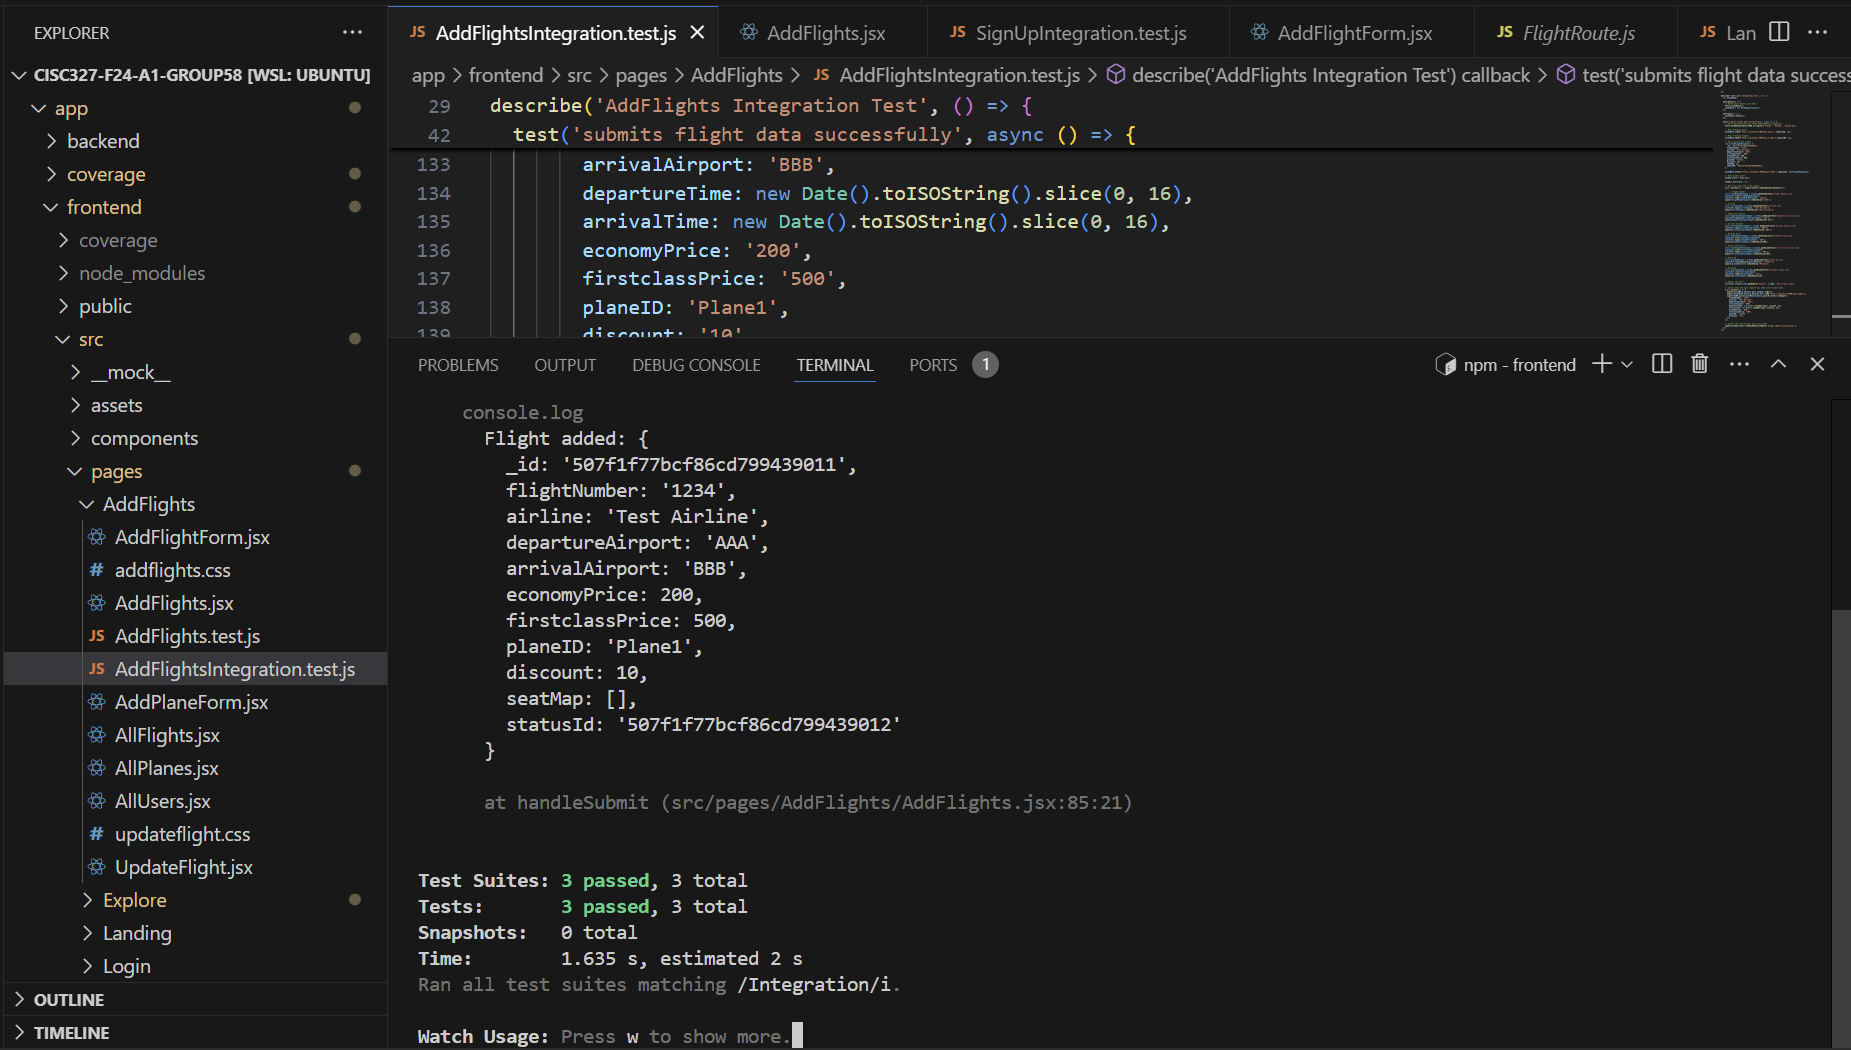 EXPLORER
CISC327-F24-A1-GROUP58 [WSL: UBUNTU]
app
backend
coverage
frontend
coverage
node_modules
public
src
__mock__
assets
components
pages
AddFlights
AddFlightForm.jsx
# addflights.css
AddFlights.jsx
JS AddFlights.test.js
JS AddFlightsIntegration.test.js
AddPlaneForm.jsx
AllFlights.jsx
AllPlanes.jsx
AllUsers.jsx
# updateflight.css
UpdateFlight.jsx
Explore
Landing
Login
OUTLINE
TIMELINE
JS AddFlightsIntegration.test.js AddFlights.jsx JS SignUpIntegration.test.js AddFlightForm.jsx JS FlightRoute.js JS Lan
app > frontend > src > pages > AddFlights > JS AddFlightsIntegration.test.js > describe('AddFlights Integration Test') callback > test('submits flight data success
29 describe('AddFlights Integration Test', () => {
42 test('submits flight data successfully', async () => {
133 arrivalAirport: 'BBB',
134 departureTime: new Date().toISOString().slice(0, 16),
135 arrivalTime: new Date().toISOString().slice(0, 16),
136 economyPrice: '200',
137 firstclassPrice: '500',
138 planeID: 'Plane1',
139 discount: '10'
PROBLEMS OUTPUT DEBUG CONSOLE TERMINAL PORTS 1 npm - frontend
console.log
Flight added: {
_id: '507f1f77bcf86cd799439011',
flightNumber: '1234',
airline: 'Test Airline',
departureAirport: 'AAA',
arrivalAirport: 'BBB',
economyPrice: 200,
firstclassPrice: 500,
planeID: 'Plane1',
discount: 10,
seatMap: [],
statusId: '507f1f77bcf86cd799439012'
}
at handleSubmit (src/pages/AddFlights/AddFlights.jsx:85:21)
Test Suites: 3 passed, 3 total
Tests: 3 passed, 3 total
Snapshots: 0 total
Time: 1.635 s, estimated 2 s
Ran all test suites matching /Integration/i.
Watch Usage: Press w to show more.